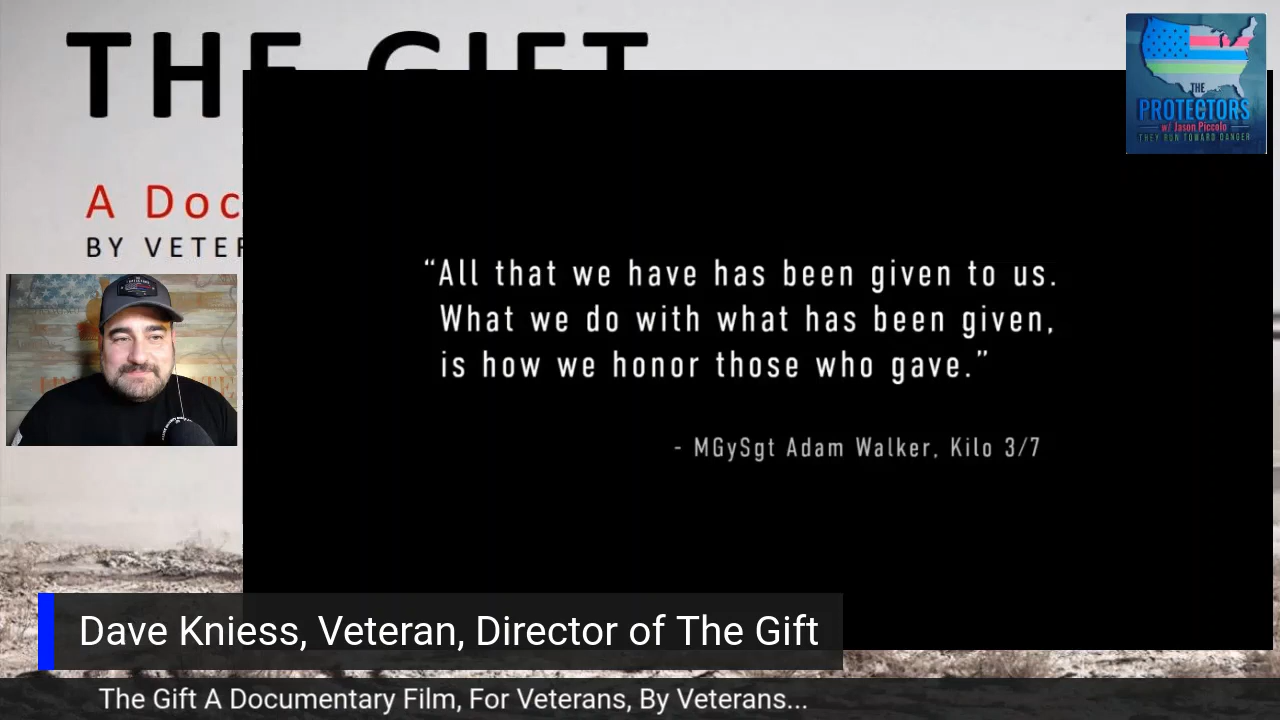 THE GIFT
A Doc
BY VETER
THE
PROTECTORS
w/ Jason Piccolo
THEY RUN TOWARD DANGER
“All that we have has been given to us.
What we do with what has been given,
is how we honor those who gave.”
- MGySgt Adam Walker, Kilo 3/7
Dave Kniess, Veteran, Director of The Gift
The Gift A Documentary Film, For Veterans, By Veterans...